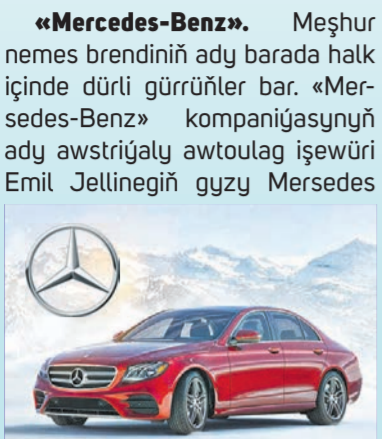 «Mercedes-Benz». Meşhur
nemes brendiniň ady barada halk
içinde dürli gürrüňler bar. «Mer-
sedes-Benz» kompaniýasynyň
ady awstriýaly awtoulag işewüri
Emil Jellinegiň gyzy Mersedes